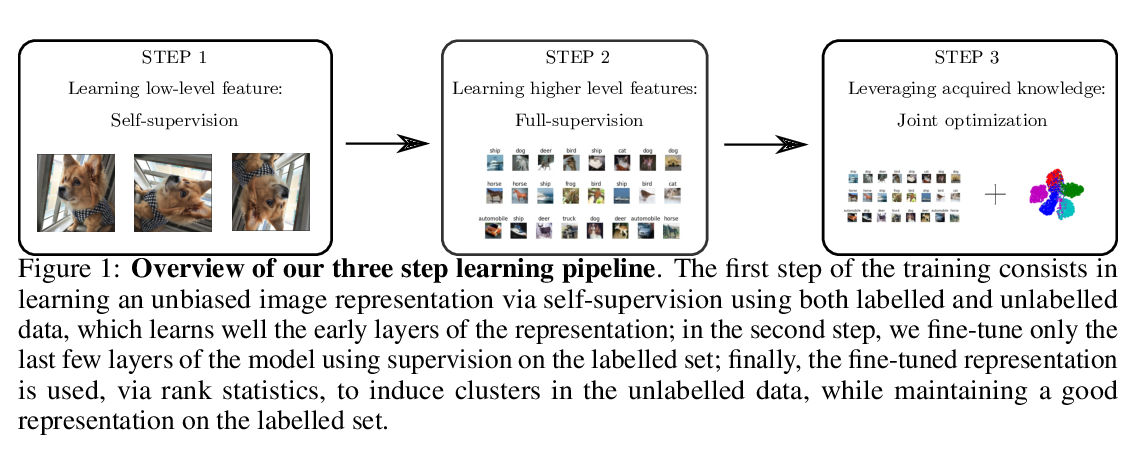 STEP 1
Learning low-level feature:
Self-supervision
STEP 2
Learning higher level features:
Full-supervision
ship dog deer bird ship cat dog dog
horse horse ship frog bird ship bird cat
automobile ship deer truck dog deer automobile horse
STEP 3
Leveraging acquired knowledge:
Joint optimization
+
Figure 1: Overview of our three step learning pipeline. The first step of the training consists in
learning an unbiased image representation via self-supervision using both labelled and unlabelled
data, which learns well the early layers of the representation; in the second step, we fine-tune only the
last few layers of the model using supervision on the labelled set; finally, the fine-tuned representation
is used, via rank statistics, to induce clusters in the unlabelled data, while maintaining a good
representation on the labelled set.